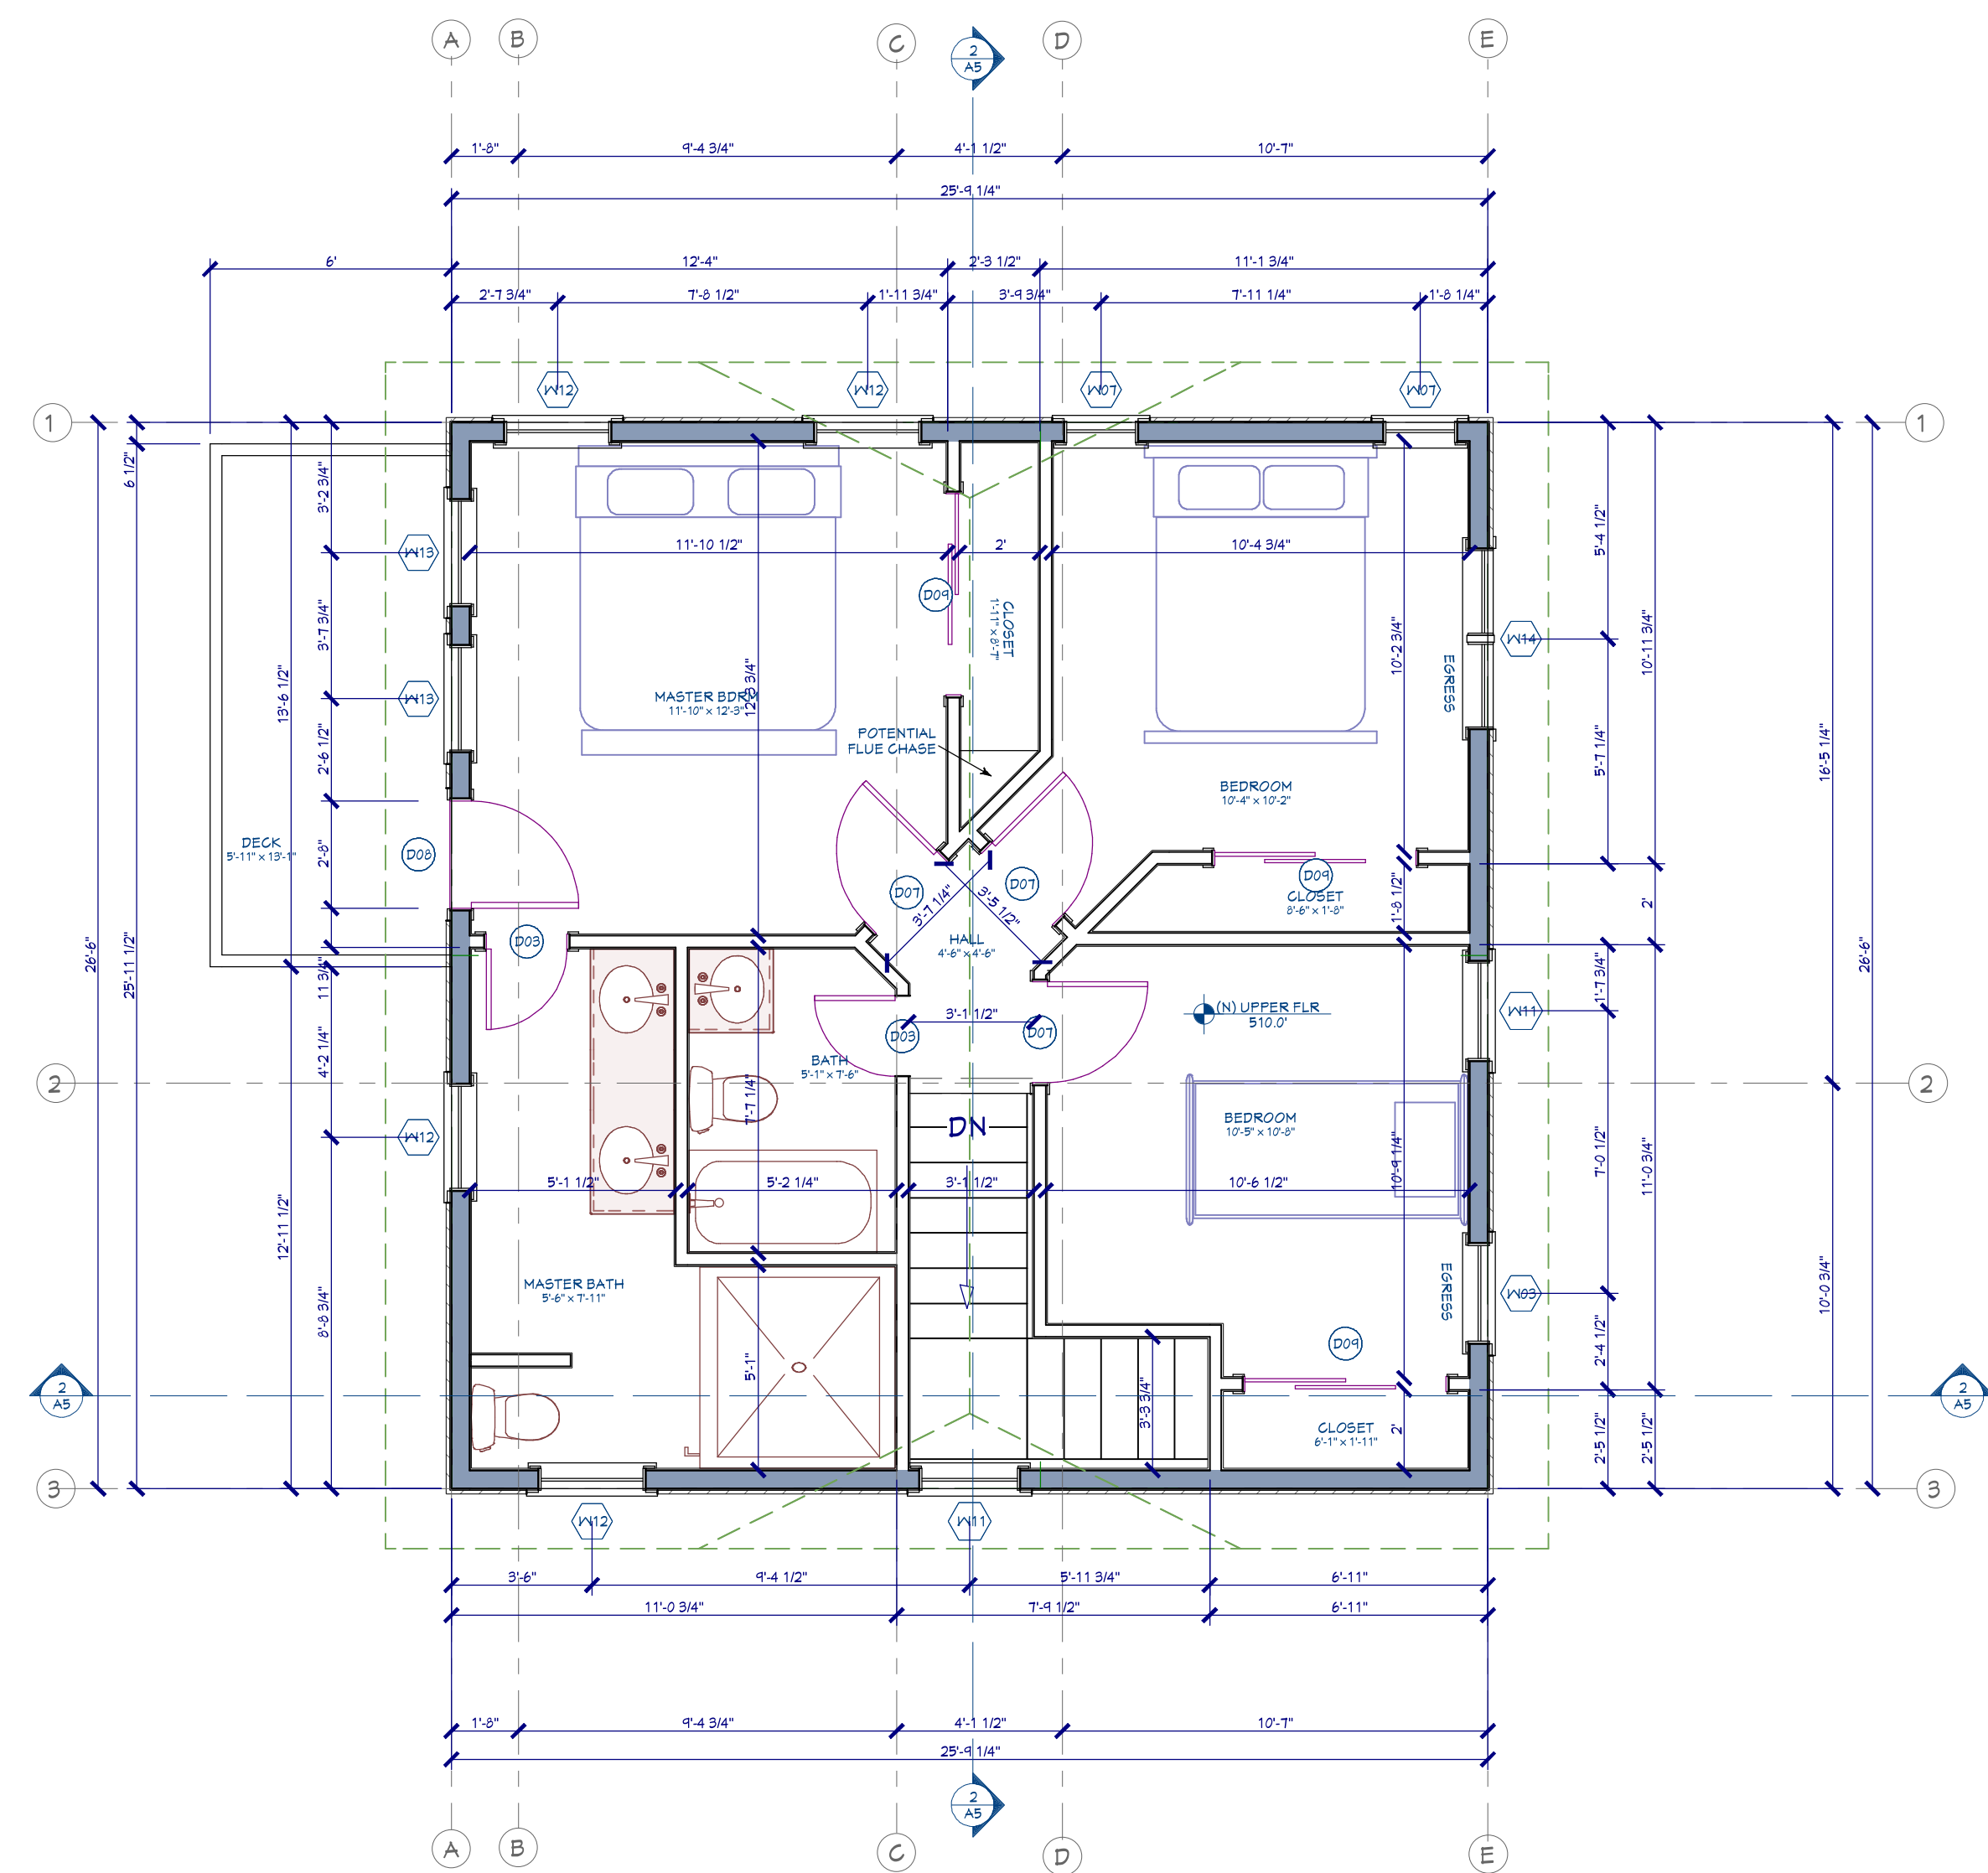 A B C D E
2
A5
1'-8" 9'-4 3/4" 4'-1 1/2" 10'-7"
25'-9 1/4"
6' 12'-4" 2'-3 1/2" 11'-1 3/4"
2'-7 3/4" 7'-8 1/2" 1'-11 3/4" 3'-9 3/4" 7'-11 1/4" 1'-8 1/4"
W12 W12 W07 W07
1 1
6 1/2"
3'-2 3/4"
5'-4 1/2"
W13
11'-10 1/2" 2' 10'-4 3/4"
D09
CLOSET
1'-11" x 8'-7"
3'-7 3/4"
10'-2 3/4"
10'-11 3/4"
W14
EGRESS
13'-6 1/2"
W13
MASTER BDRM
11'-10" x 12'-3"
12'-3 3/4"
POTENTIAL
FLUE CHASE
2'-6 1/2"
5'-7 1/4"
16'-5 1/4"
BEDROOM
10'-4" x 10'-2"
DECK
5'-11" x 13'-1"
2'-8"
D08
D07
D07
D09
CLOSET
8'-6" x 1'-8"
1'-8 1/2"
2'
3'-7 1/4"
3'-5 1/2"
26'-6"
25'-11 1/2"
D03
HALL
4'-6" x 4'-6"
26'-6"
11 3/4"
1'-7 3/4"
(N) UPPER FLR
510.0'
W11
3'-1 1/2"
D03
D07
4'-2 1/4"
BATH
5'-1" x 7'-6"
2 2
7'-7 1/4"
DN
BEDROOM
10'-5" x 10'-8"
W12
10'-9 1/4"
7'-0 1/2"
11'-0 3/4"
5'-1 1/2" 5'-2 1/4" 3'-1 1/2" 10'-6 1/2"
12'-11 1/2"
MASTER BATH
5'-6" x 7'-11"
8'-8 3/4"
EGRESS
W03
10'-0 3/4"
D09
2'-4 1/2"
5'-1"
3'-3 3/4"
2
A5
2
A5
CLOSET
6'-1" x 1'-11"
2'
2'-5 1/2"
2'-5 1/2"
3 3
W12 W11
3'-6" 9'-4 1/2" 5'-11 3/4" 6'-11"
11'-0 3/4" 7'-9 1/2" 6'-11"
1'-8" 9'-4 3/4" 4'-1 1/2" 10'-7"
25'-9 1/4"
2
A5
A B C D E